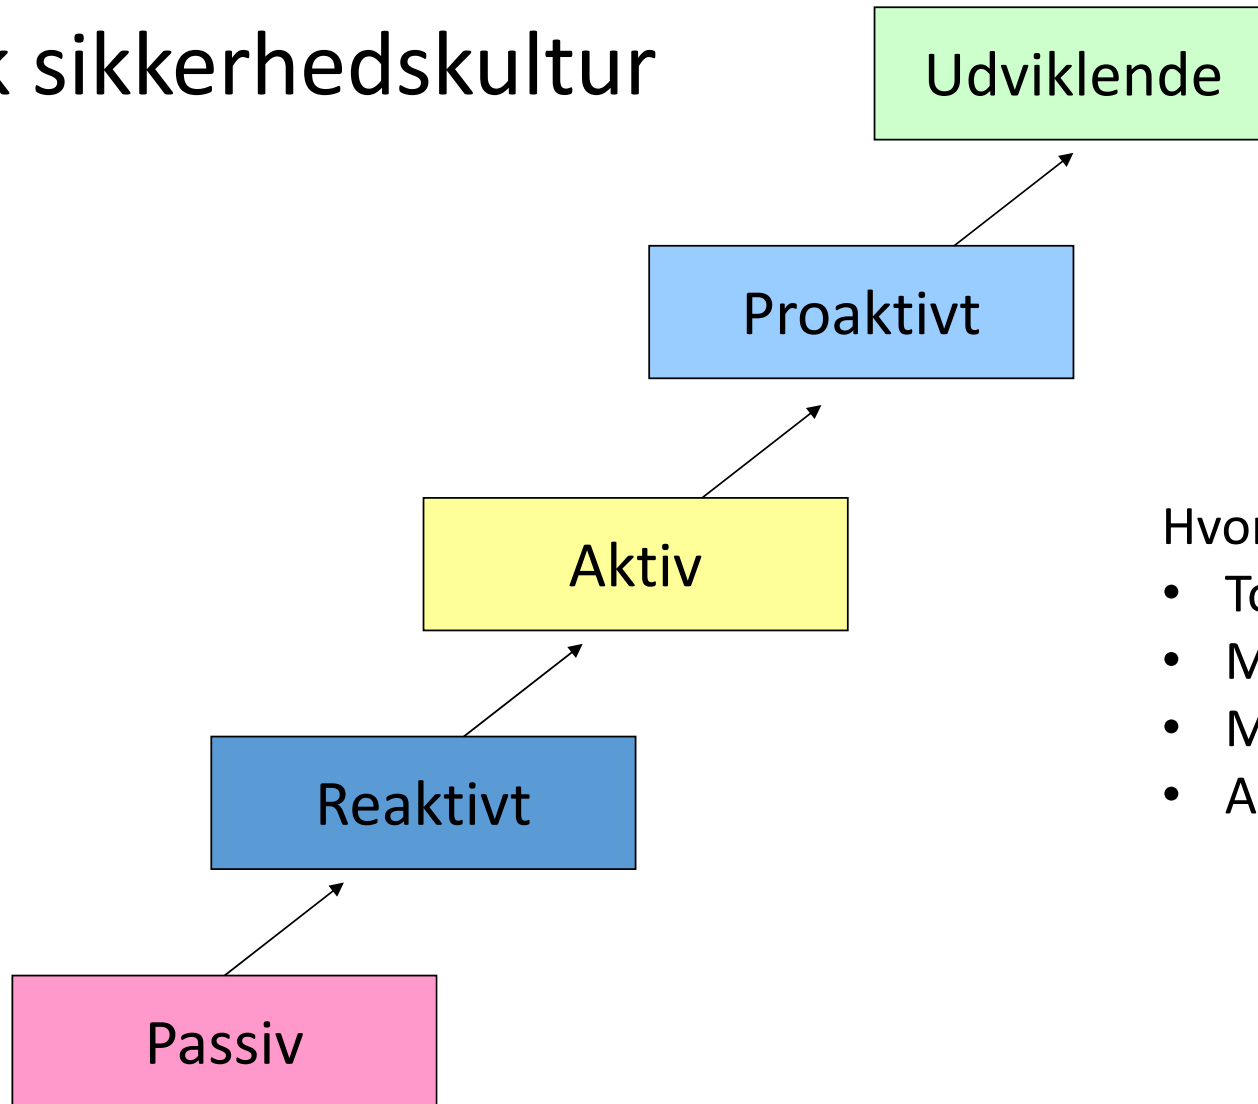 sikkerhedskultur
Udviklende
Proaktivt
Aktiv
Reaktivt
Passiv